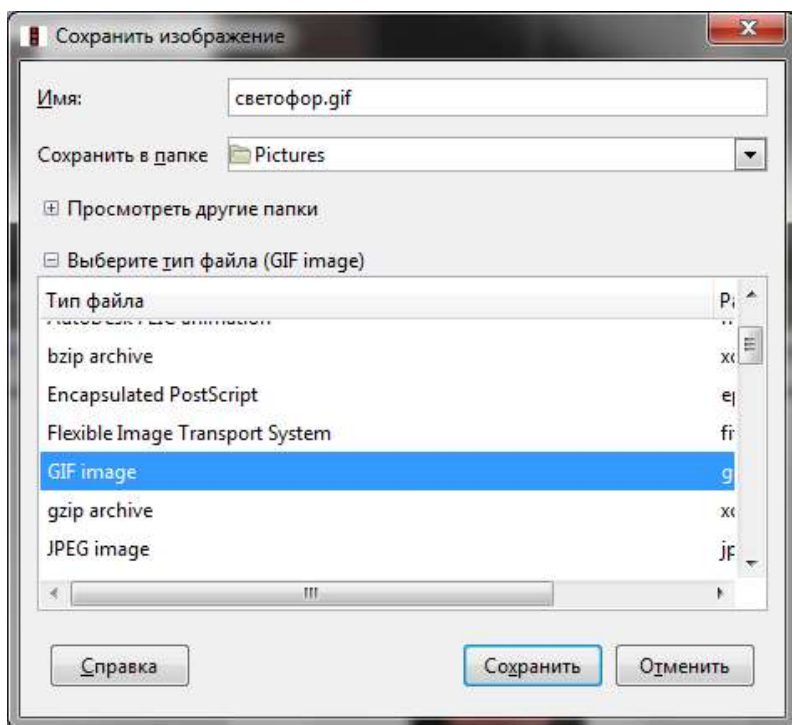 Сохранить изображение
Имя: светофор.gif
Сохранить в папке Pictures
Просмотреть другие папки
Выберите тип файла (GIF image)
Тип файла
bzip archive
Encapsulated PostScript
Flexible Image Transport System
GIF image
gzip archive
JPEG image
Справка Сохранить Отменить